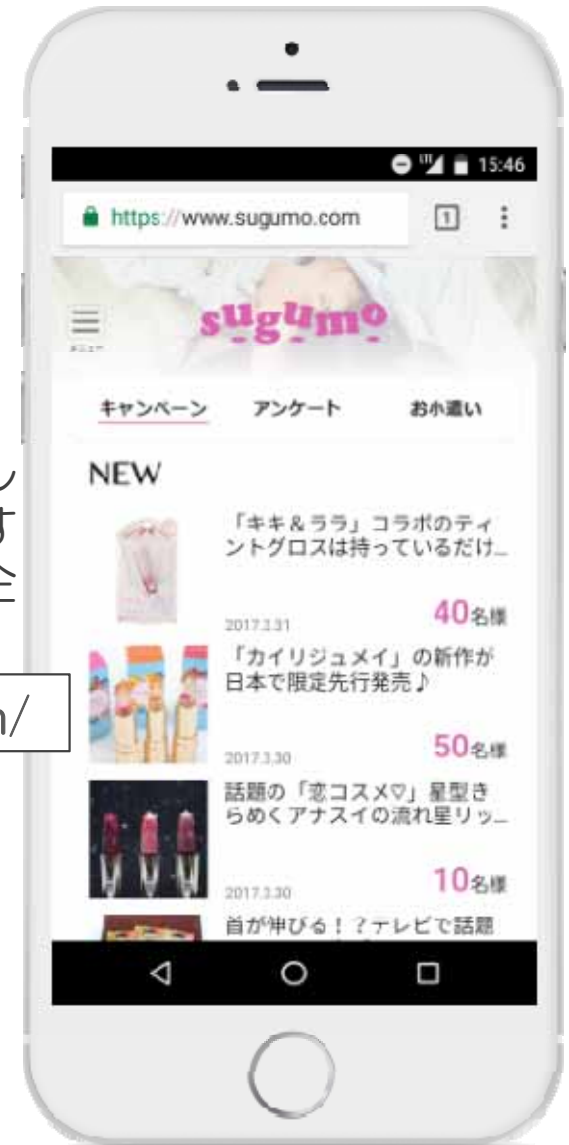 15:46
https://www.sugumo.com
1
sugumo
メニュー
キャンペーン
アンケート
お小遣い
NEW
「キキ＆ララ」コラボのティ
ントグロスは持っているだけ...
2017.3.31
40名様
「カイリジュメイ」の新作が
日本で限定先行発売♪
2017.3.30
50名様
話題の「恋コスメ♡」星型き
らめくアナスイの流れ星リッ...
2017.3.30
10名様
首が伸びる！？テレビで話題
す
/